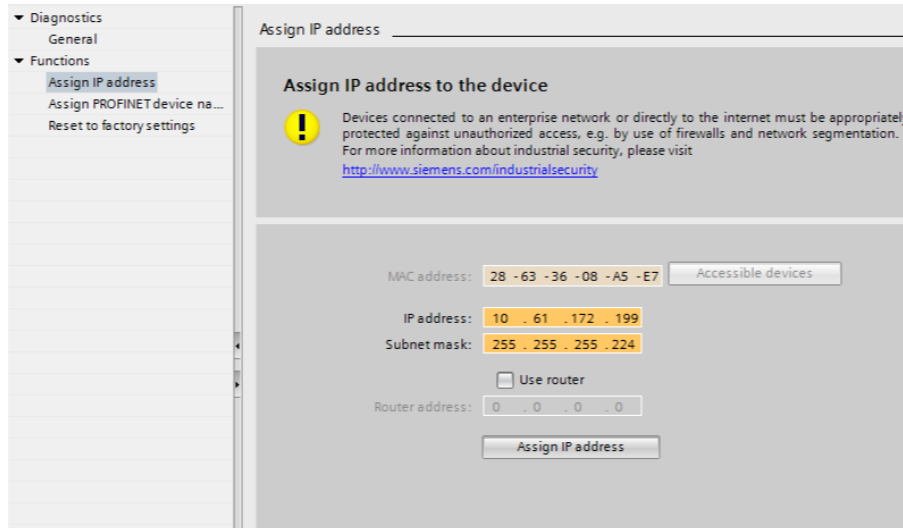 Diagnostics
General
Functions
Assign IP address
Assign PROFINET device na...
Reset to factory settings
Assign IP address
Assign IP address to the device
Devices connected to an enterprise network or directly to the internet must be appropriately
protected against unauthorized access, e.g. by use of firewalls and network segmentation.
For more information about industrial security, please visit
http://www.siemens.com/industrialsecurity
MAC address: 28 -63 -36 -08 -A5 -E7 Accessible devices
IP address: 10 . 61 .172 . 199
Subnet mask: 255 . 255 . 255 .224
Use router
Router address: 0 . 0 . 0 . 0
Assign IP address